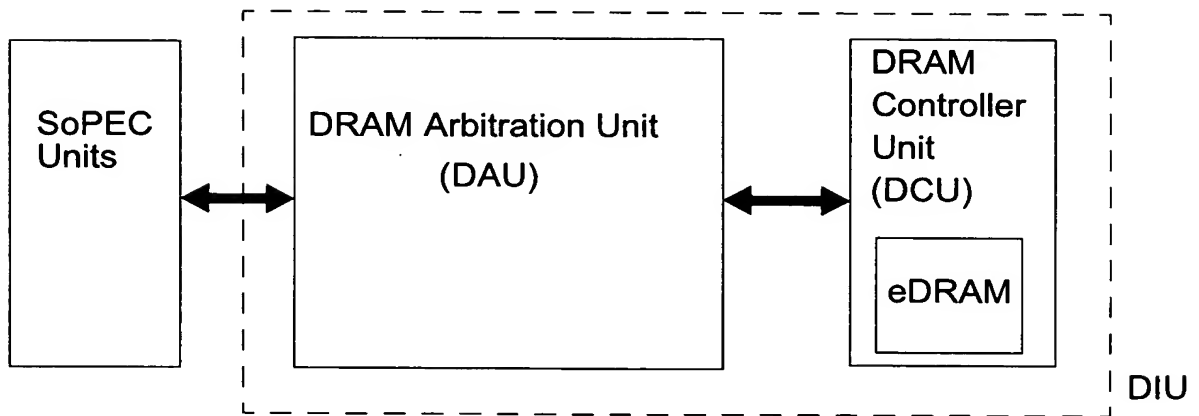 SoPEC
Units
DRAM Arbitration Unit
(DAU)
DRAM
Controller
Unit
(DCU)
eDRAM
DIU